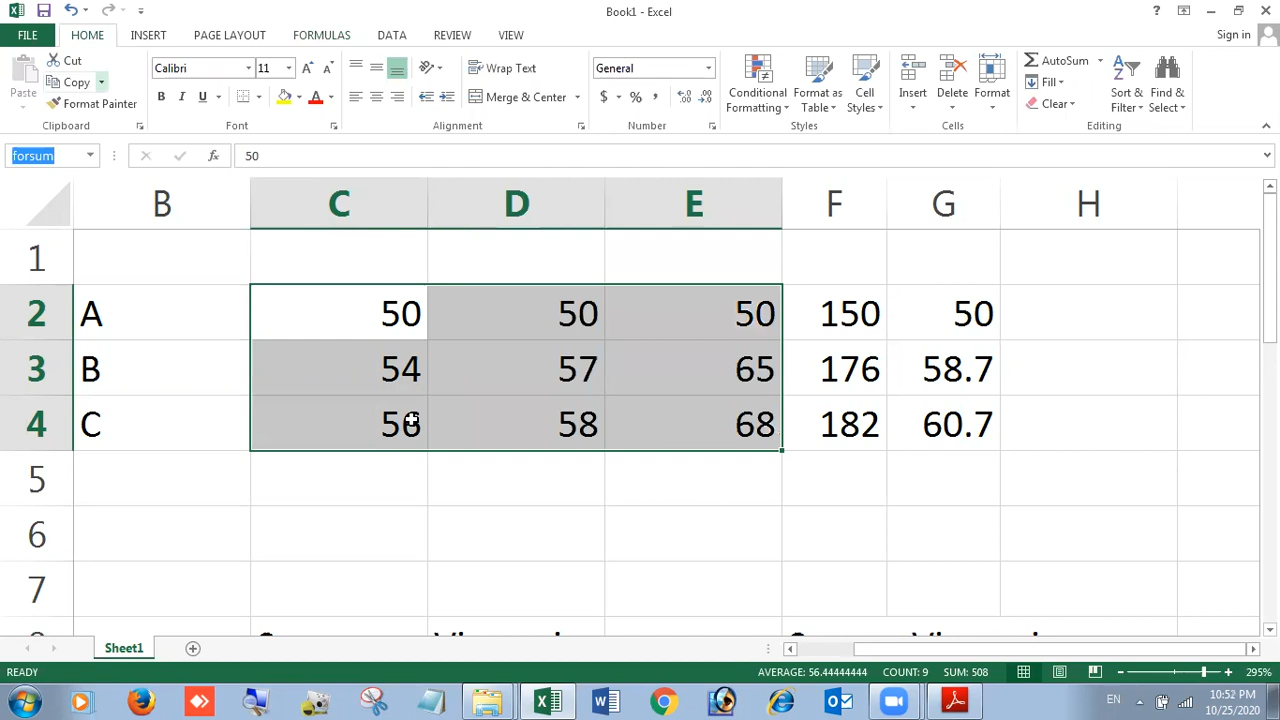 Book1 - Excel
?
FILE HOME INSERT PAGE LAYOUT FORMULAS DATA REVIEW VIEW Sign in
Paste
Cut
Copy
Format Painter
Calibri 11
B I U A
Wrap Text
Merge & Center
General
$ % ,
Conditional Formatting
Format as Table
Cell Styles
Insert Delete Format
AutoSum
Fill
Clear
Sort & Filter
Find & Select
Clipboard Font Alignment Number Styles Cells Editing
forsum fx 50
B C D E F G H
1
2 A 50 50 50 150 50
3 B 54 57 65 176 58.7
4 C 56 58 68 182 60.7
5
6
7
Sheet1
READY AVERAGE: 56.44444444 COUNT: 9 SUM: 508 295%
EN 10:52 PM
10/25/2020